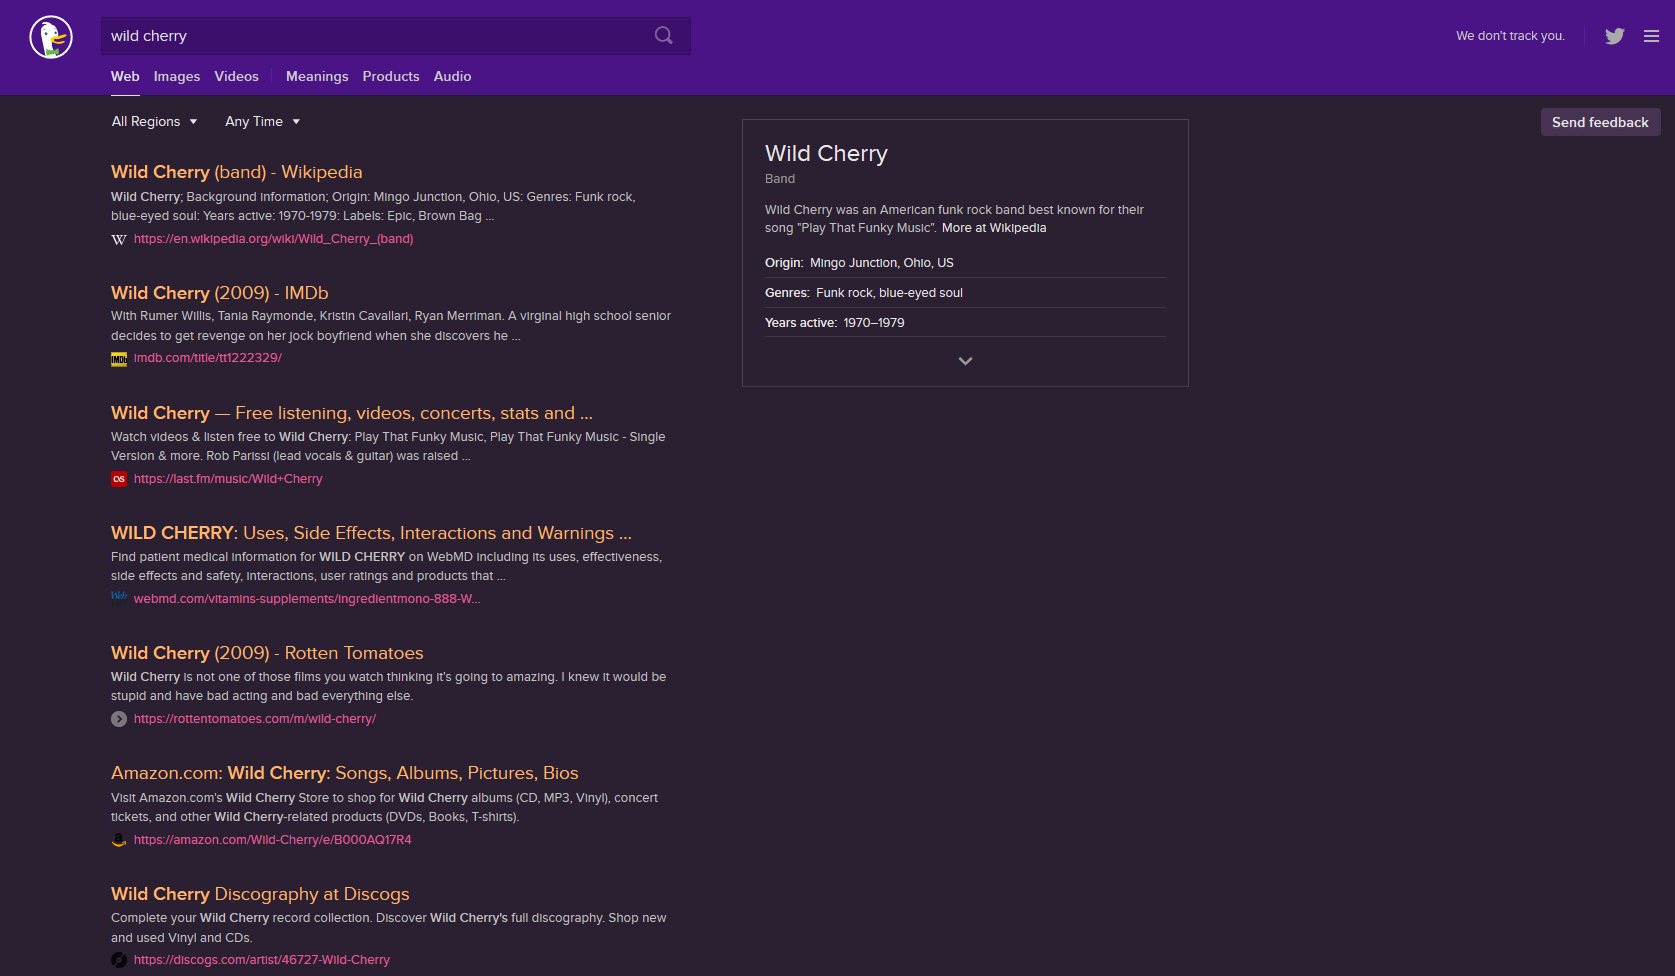 wild cherry
We don't track you.
Web Images Videos Meanings Products Audio
All Regions Any Time
Send feedback
Wild Cherry (band) - Wikipedia
Wild Cherry; Background information; Origin: Mingo Junction, Ohio, US: Genres: Funk rock,
blue-eyed soul: Years active: 1970-1979: Labels: Epic, Brown Bag ...
W https://en.wikipedia.org/wiki/Wild_Cherry_(band)
Wild Cherry (2009) - IMDb
With Rumer Willis, Tania Raymonde, Kristin Cavallari, Ryan Merriman. A virginal high school senior
decides to get revenge on her jock boyfriend when she discovers he ...
IMDb imdb.com/title/tt1222329/
Wild Cherry — Free listening, videos, concerts, stats and ...
Watch videos & listen free to Wild Cherry: Play That Funky Music, Play That Funky Music - Single
Version & more. Rob Parissi (lead vocals & guitar) was raised ...
https://last.fm/music/Wild+Cherry
WILD CHERRY: Uses, Side Effects, Interactions and Warnings ...
Find patient medical information for WILD CHERRY on WebMD including its uses, effectiveness,
side effects and safety, interactions, user ratings and products that ...
Web webmd.com/vitamins-supplements/ingredientmono-888-W...
Wild Cherry (2009) - Rotten Tomatoes
Wild Cherry is not one of those films you watch thinking it's going to amazing. I knew it would be
stupid and have bad acting and bad everything else.
https://rottentomatoes.com/m/wild-cherry/
Amazon.com: Wild Cherry: Songs, Albums, Pictures, Bios
Visit Amazon.com's Wild Cherry Store to shop for Wild Cherry albums (CD, MP3, Vinyl), concert
tickets, and other Wild Cherry-related products (DVDs, Books, T-shirts).
a https://amazon.com/Wild-Cherry/e/B000AQ17R4
Wild Cherry Discography at Discogs
Complete your Wild Cherry record collection. Discover Wild Cherry's full discography. Shop new
and used Vinyl and CDs.
https://discogs.com/artist/46727-Wild-Cherry
Wild Cherry
Band
Wild Cherry was an American funk rock band best known for their
song "Play That Funky Music". More at Wikipedia
Origin: Mingo Junction, Ohio, US
Genres: Funk rock, blue-eyed soul
Years active: 1970–1979